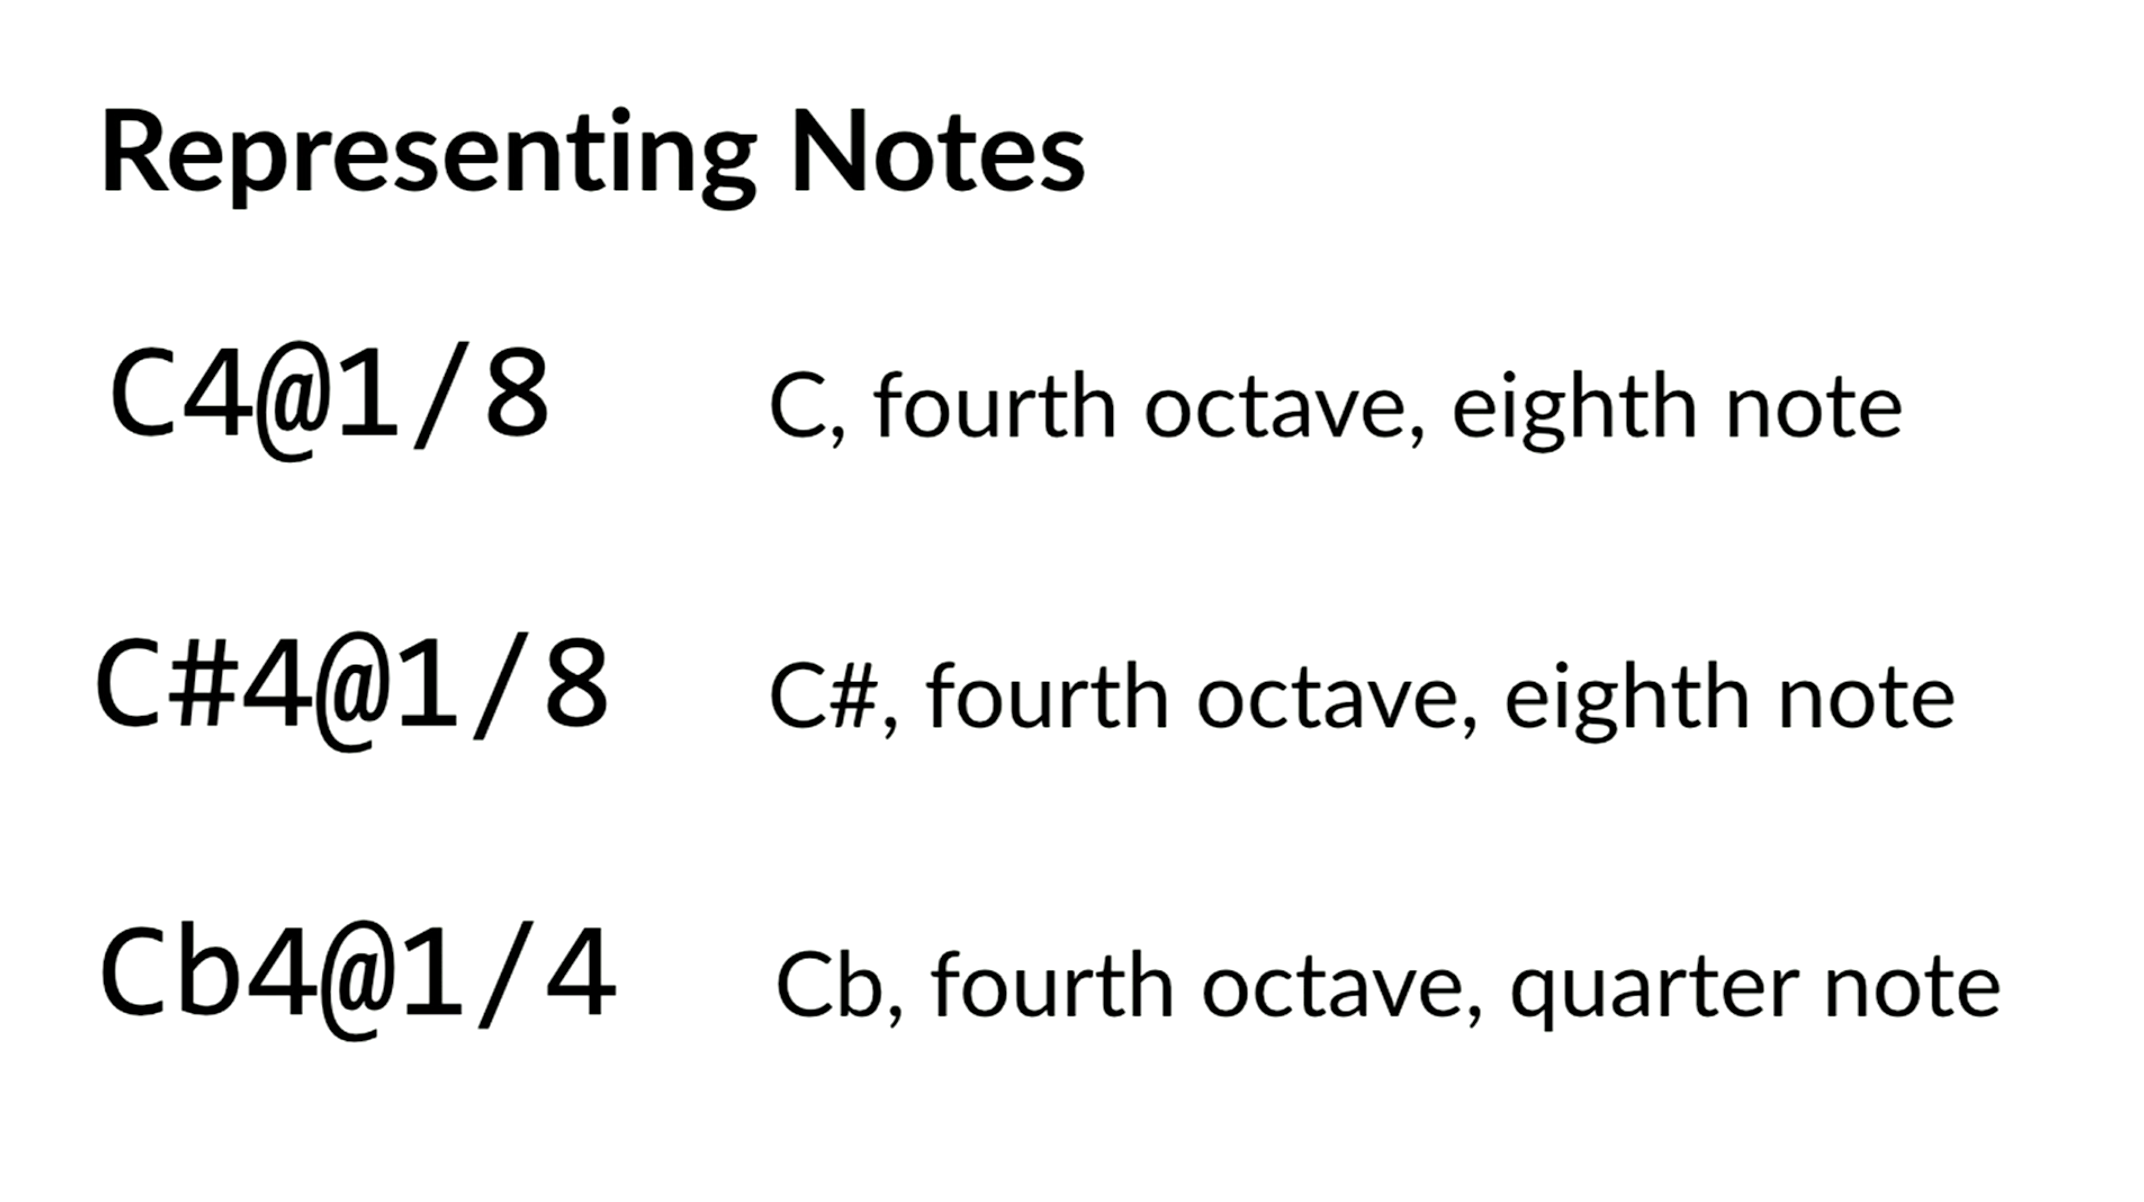 Representing Notes
C4@1/8 C, fourth octave, eighth note
C#4@1/8 C#, fourth octave, eighth note
Cb4@1/4 Cb, fourth octave, quarter note